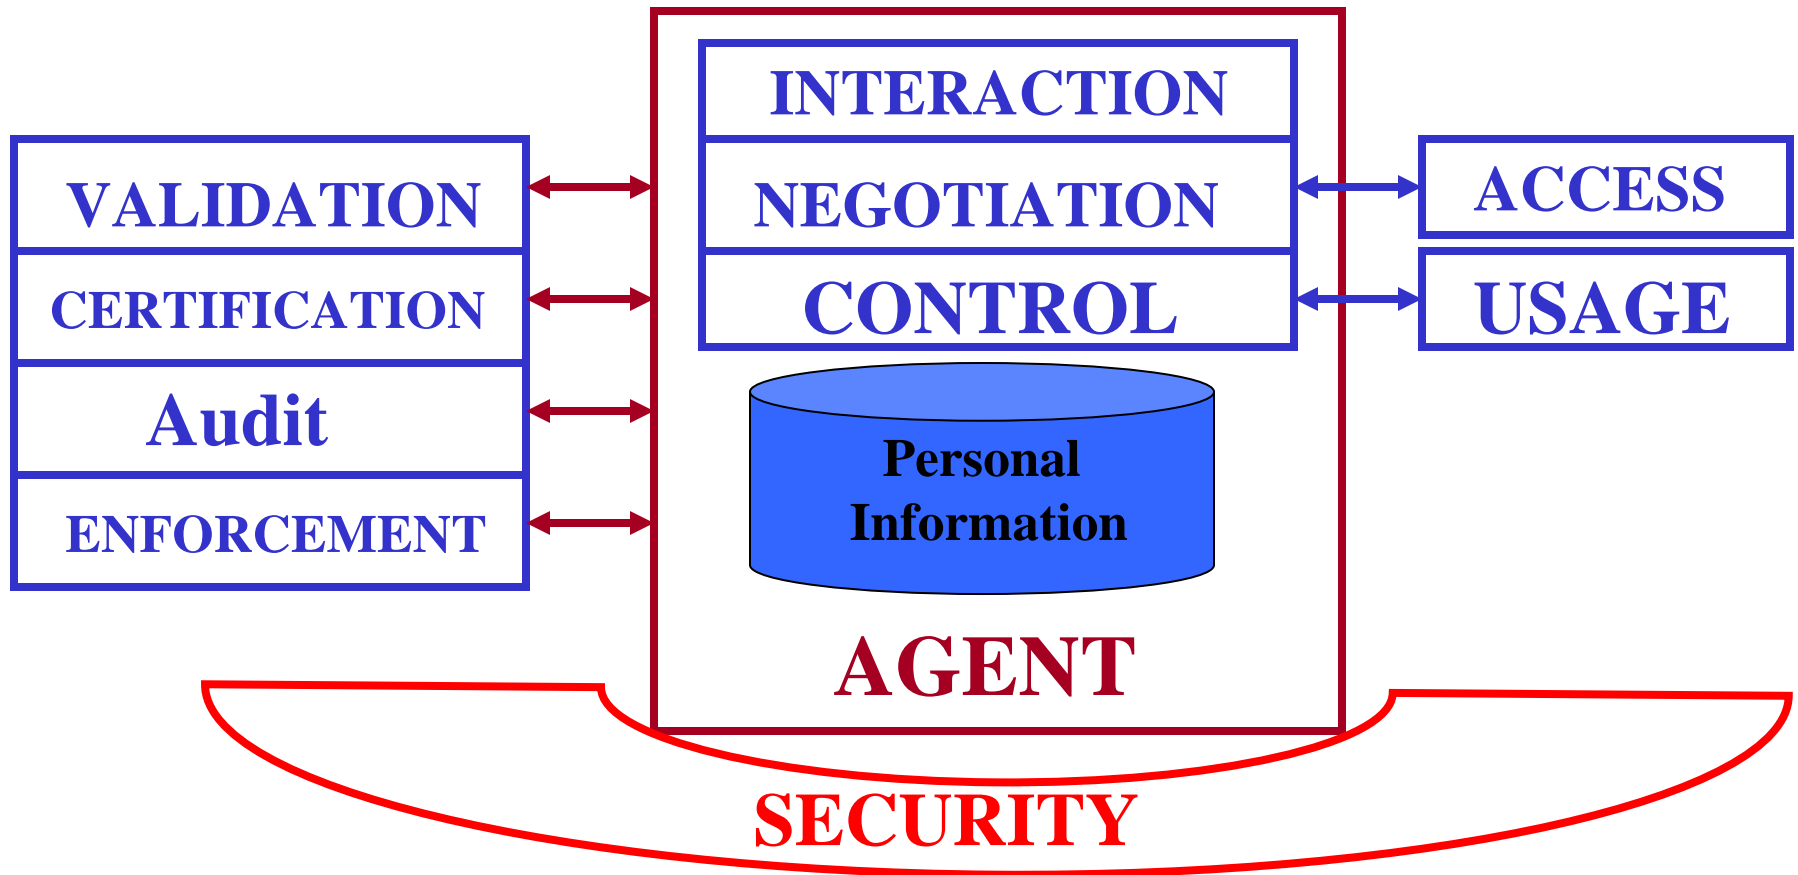 INTERACTION
NEGOTIATION
CONTROL
VALIDATION
CERTIFICATION
Audit
ENFORCEMENT
ACCESS
USAGE
Personal
Information
AGENT
SECURITY